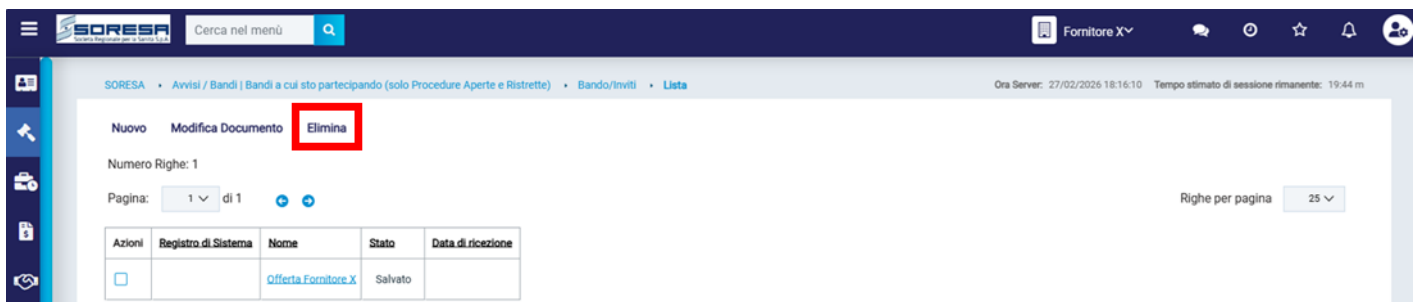 SORESA
Società Regionale per la Sanità S.p.A.
Cerca nel menù
Fornitore X
SORESA • Avvisi / Bandi | Bandi a cui sto partecipando (solo Procedure Aperte e Ristrette) • Bando/Inviti • Lista
Ora Server: 27/02/2026 18:16:10 Tempo stimato di sessione rimanente: 19:44 m
Nuovo Modifica Documento Elimina
Numero Righe: 1
Pagina: 1 di 1
Righe per pagina 25
Azioni Registro di Sistema Nome Stato Data di ricezione
Offerta Fornitore X Salvato